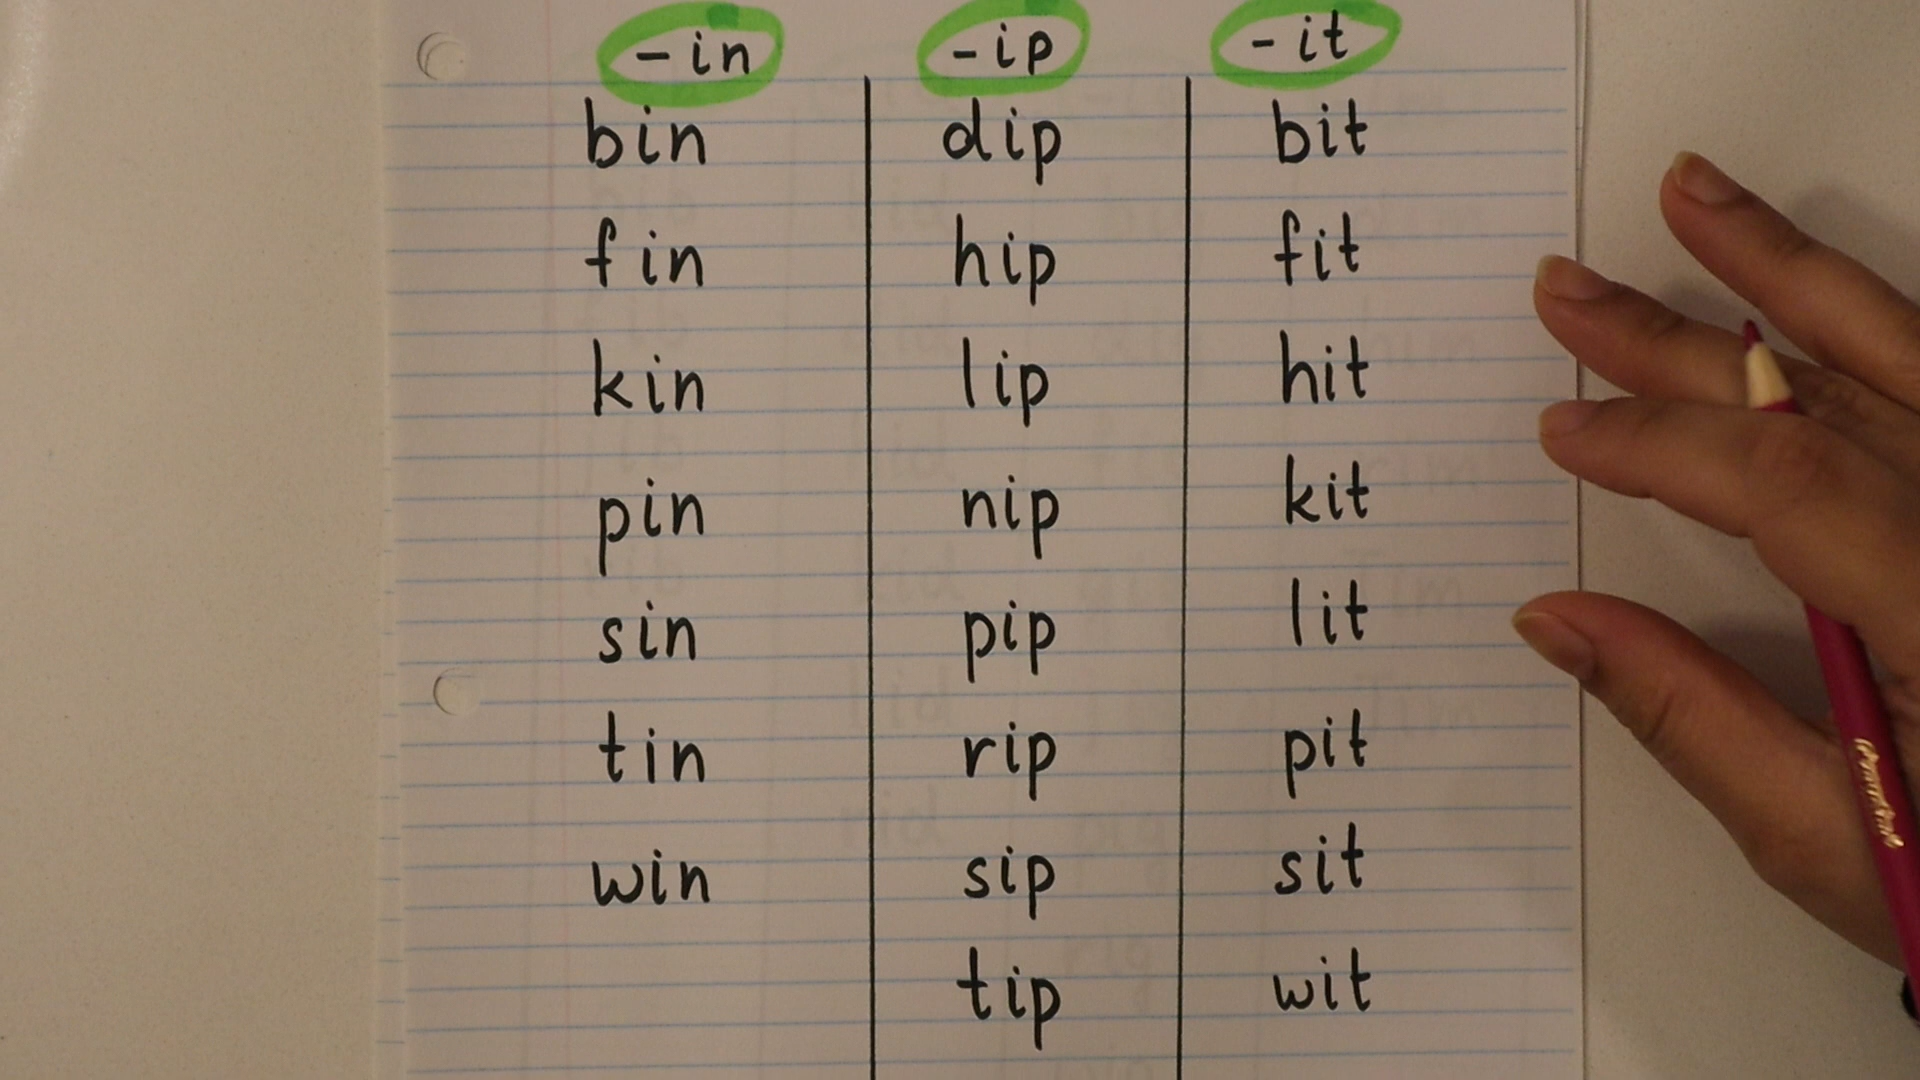 -in -ip -it
bin dip bit
fin hip fit
kin lip hit
pin nip kit
sin pip lit
tin rip pit
win sip sit
tip wit